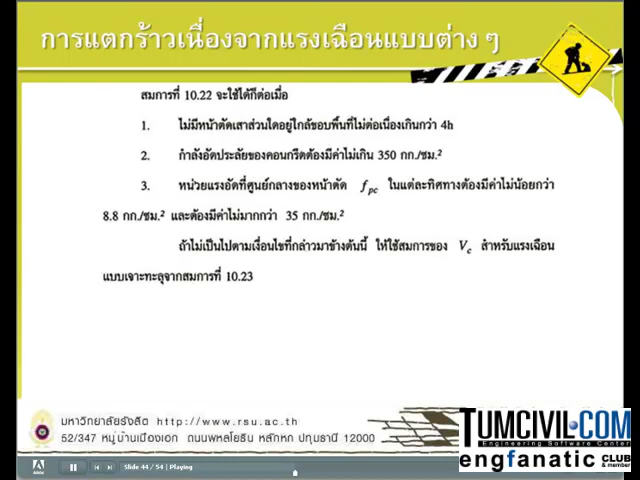 การแตกร้าวเนื่องจากแรงเฉือนแบบต่าง ๆ
สมการที่ 10.22 จะใช้ได้ก็ต่อเมื่อ
1. ไม่มีหน้าตัดเสาส่วนใดอยู่ใกล้ขอบพื้นที่ไม่ต่อเนื่องเกินกว่า 4h
2. กำลังอัดประลัยของคอนกรีตต้องมีค่าไม่เกิน 350 กก./ซม.²
3. หน่วยแรงอัดที่ศูนย์กลางของหน้าตัด fpc ในแต่ละทิศทางต้องมีค่าไม่น้อยกว่า
8.8 กก./ซม.² และต้องมีค่าไม่มากกว่า 35 กก./ซม.²
ถ้าไม่เป็นไปตามเงื่อนไขที่กล่าวมาข้างต้นนี้ ให้ใช้สมการของ Vc สำหรับแรงเฉือน
แบบเจาะทะลุจากสมการที่ 10.23
มหาวิทยาลัยรังสิต http://www.rsu.ac.th
52/347 หมู่บ้านเมืองเอก ถนนพหลโยธิน หลักหก ปทุมธานี 12000
TUMCIVIL.COM
Engineering Software Center
engfanatic CLUB
& member
Adobe
Slide 44 / 54 | Playing